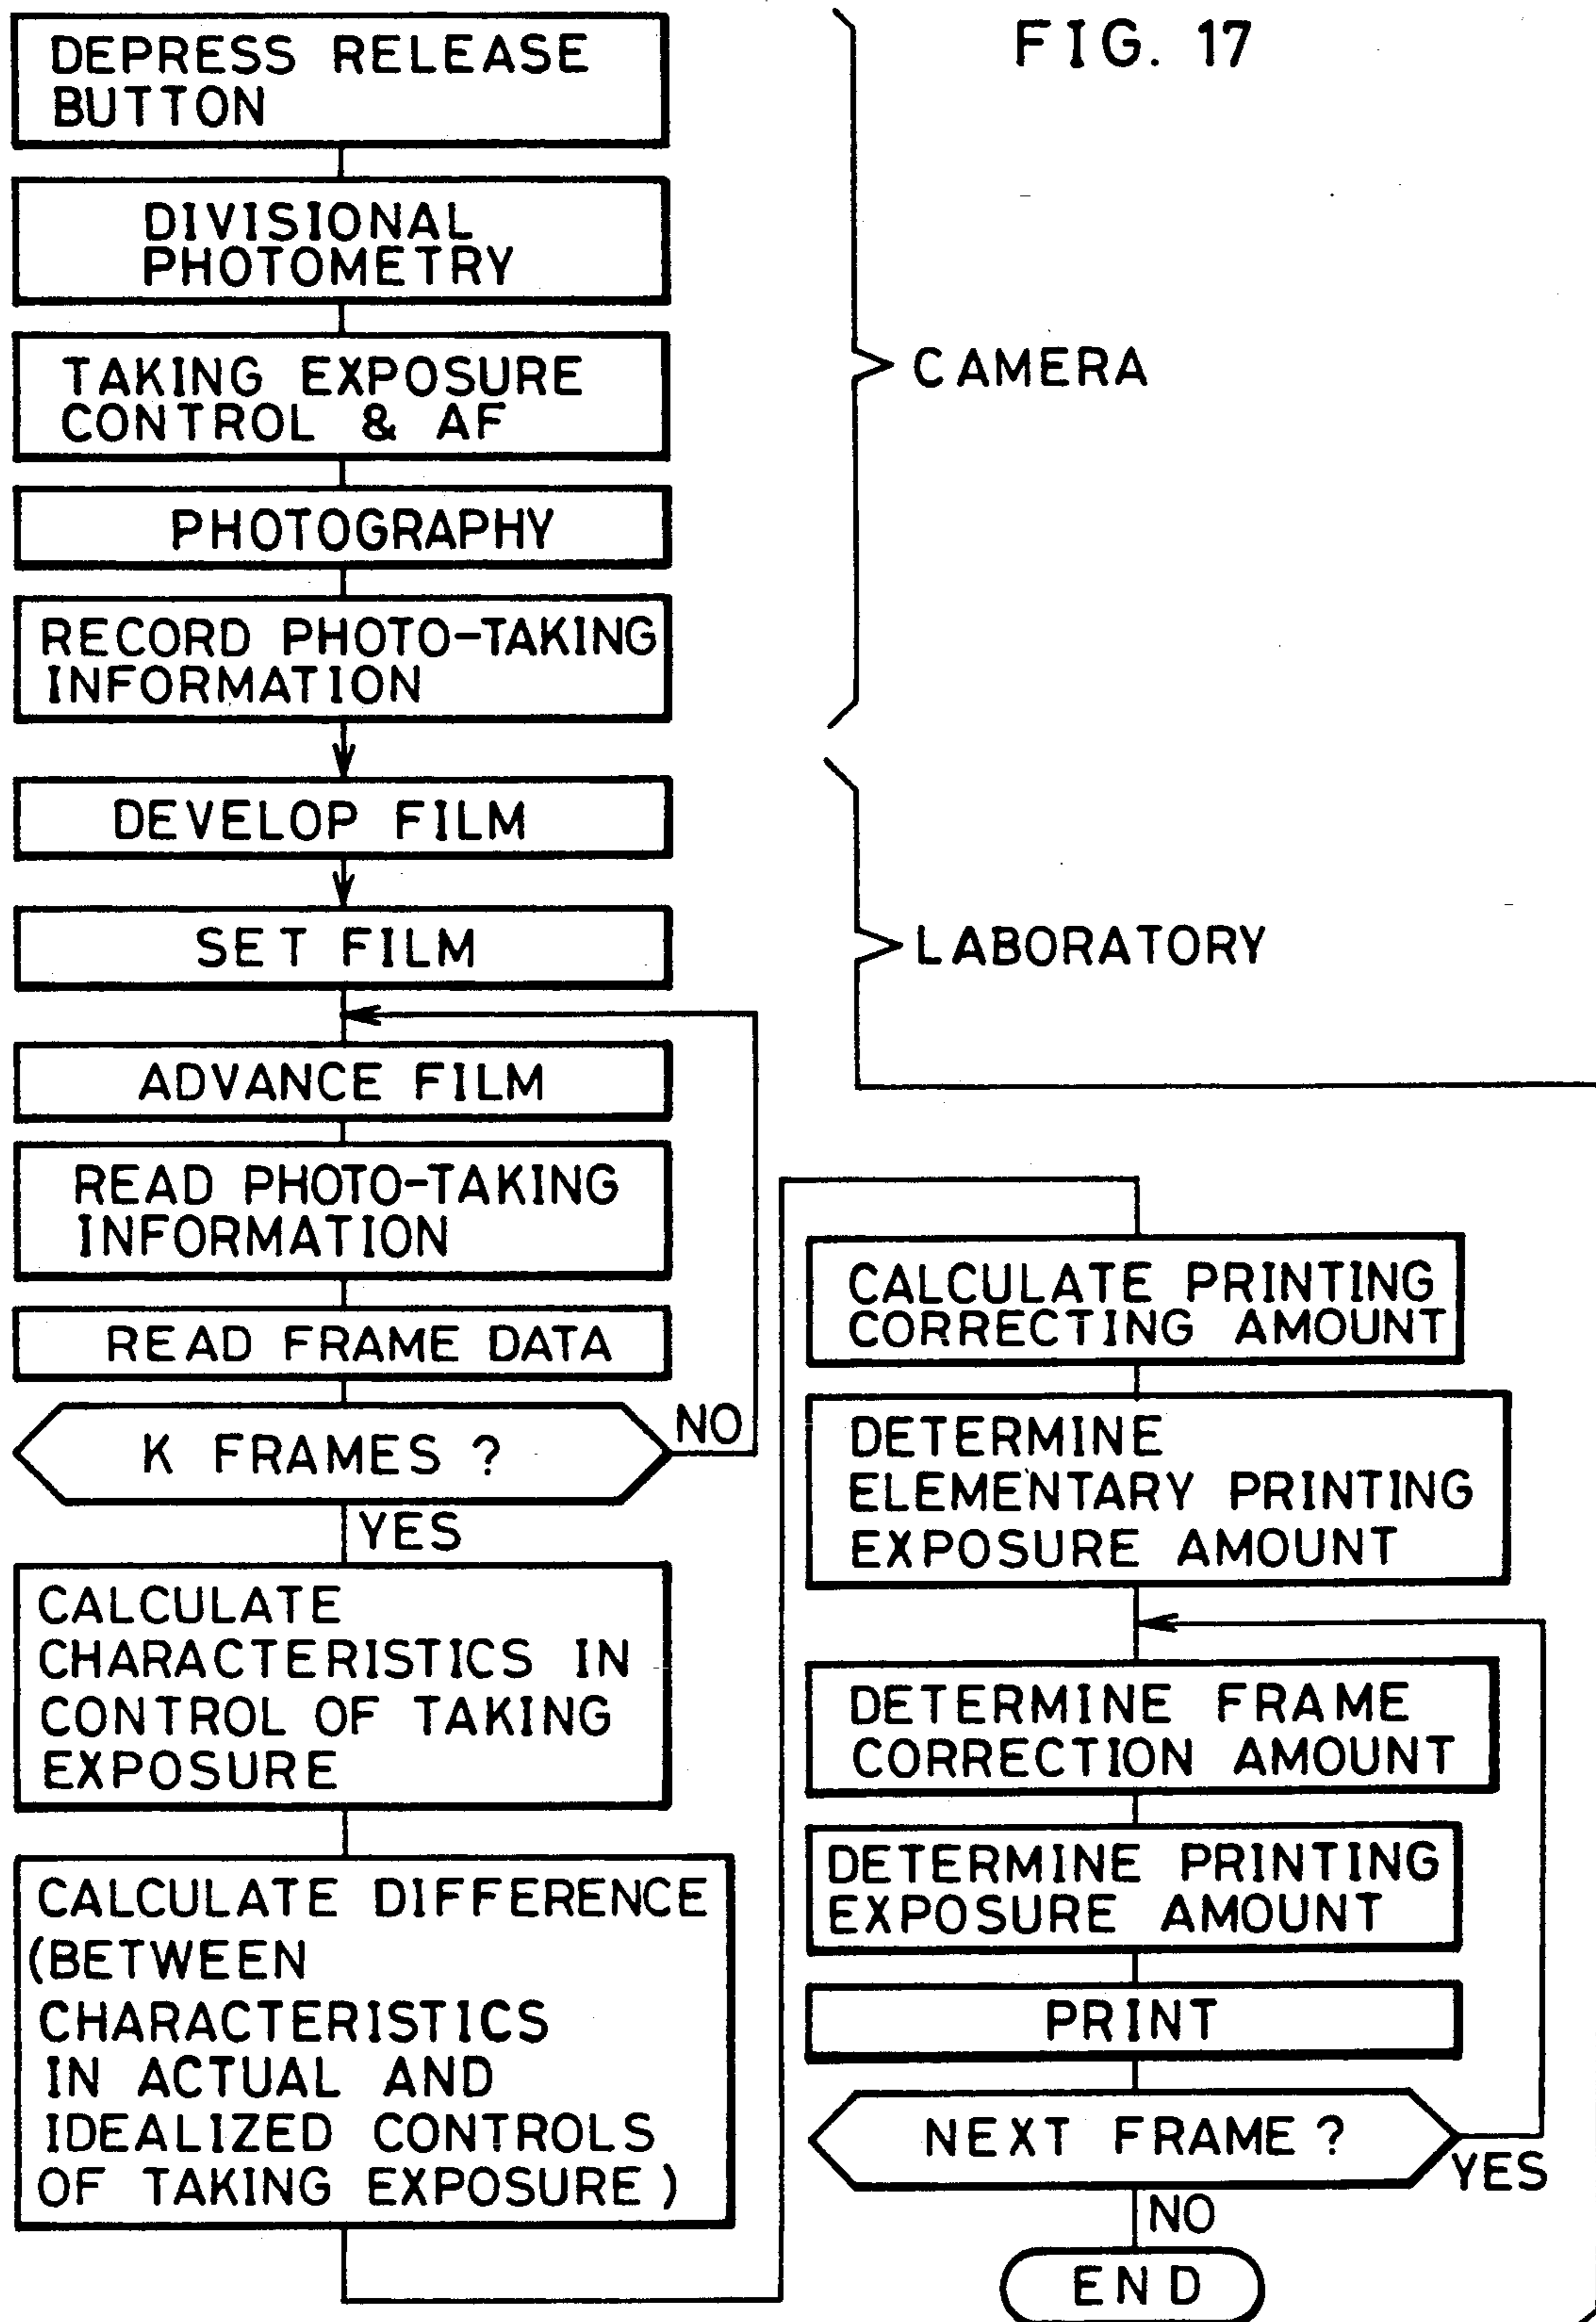 FIG. 17
DEPRESS RELEASE
BUTTON
DIVISIONAL
PHOTOMETRY
TAKING EXPOSURE
CONTROL & AF
PHOTOGRAPHY
RECORD PHOTO-TAKING
INFORMATION
CAMERA
DEVELOP FILM
SET FILM
LABORATORY
ADVANCE FILM
READ PHOTO-TAKING
INFORMATION
READ FRAME DATA
K FRAMES ?
NO
YES
CALCULATE
CHARACTERISTICS IN
CONTROL OF TAKING
EXPOSURE
CALCULATE DIFFERENCE
(BETWEEN
CHARACTERISTICS
IN ACTUAL AND
IDEALIZED CONTROLS
OF TAKING EXPOSURE)
CALCULATE PRINTING
CORRECTING AMOUNT
DETERMINE
ELEMENTARY PRINTING
EXPOSURE AMOUNT
DETERMINE FRAME
CORRECTION AMOUNT
DETERMINE PRINTING
EXPOSURE AMOUNT
PRINT
NEXT FRAME ?
YES
NO
END